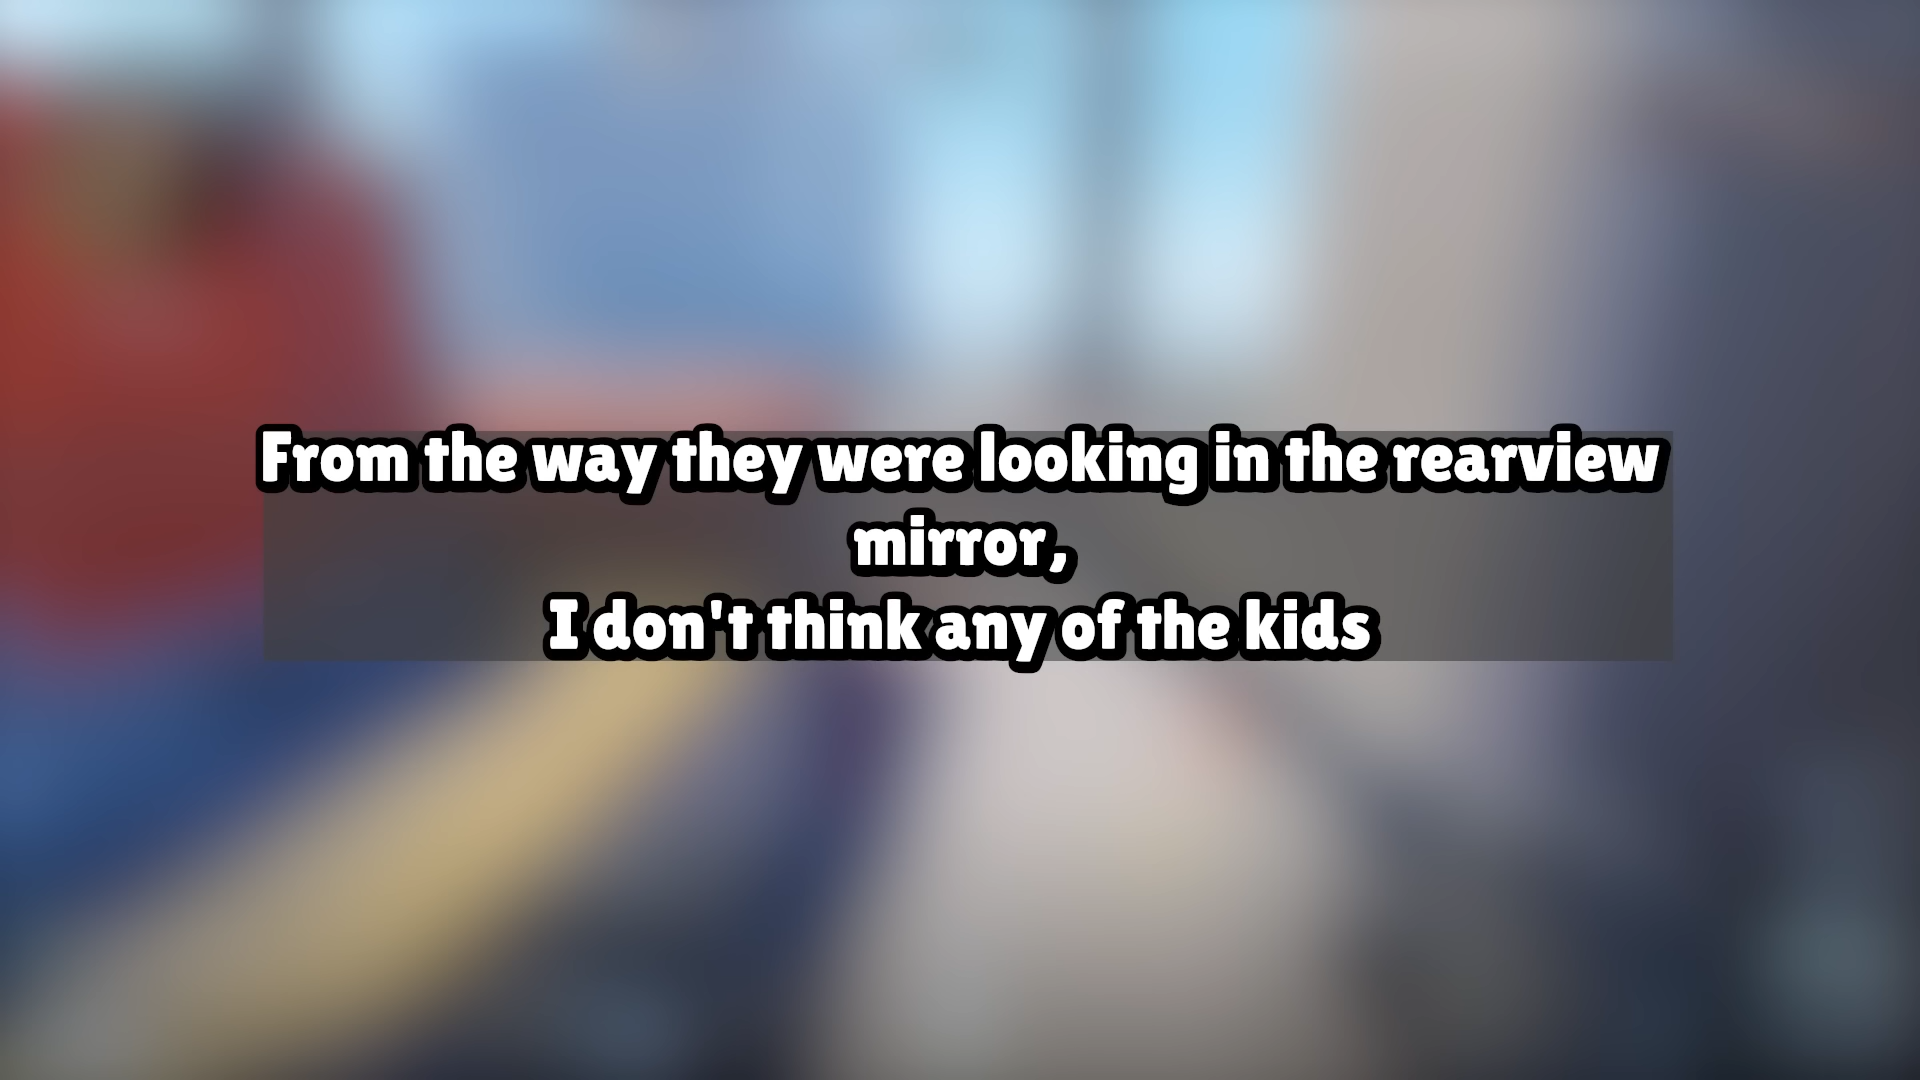 From the way they were looking in the rearview
mirror,
I don't think any of the kids